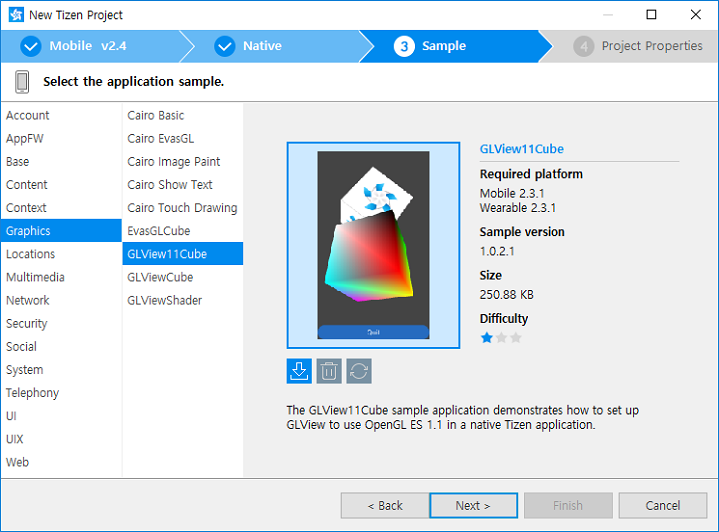 New Tizen Project
Mobile v2.4
Native
3 Sample
4 Project Properties
Select the application sample.
Account
AppFW
Base
Content
Context
Graphics
Locations
Multimedia
Network
Security
Social
System
Telephony
UI
UIX
Web
Cairo Basic
Cairo EvasGL
Cairo Image Paint
Cairo Show Text
Cairo Touch Drawing
EvasGLCube
GLView11Cube
GLViewCube
GLViewShader
Quit
GLView11Cube
Required platform
Mobile 2.3.1
Wearable 2.3.1
Sample version
1.0.2.1
Size
250.88 KB
Difficulty
The GLView11Cube sample application demonstrates how to set up
GLView to use OpenGL ES 1.1 in a native Tizen application.
< Back
Next >
Finish
Cancel